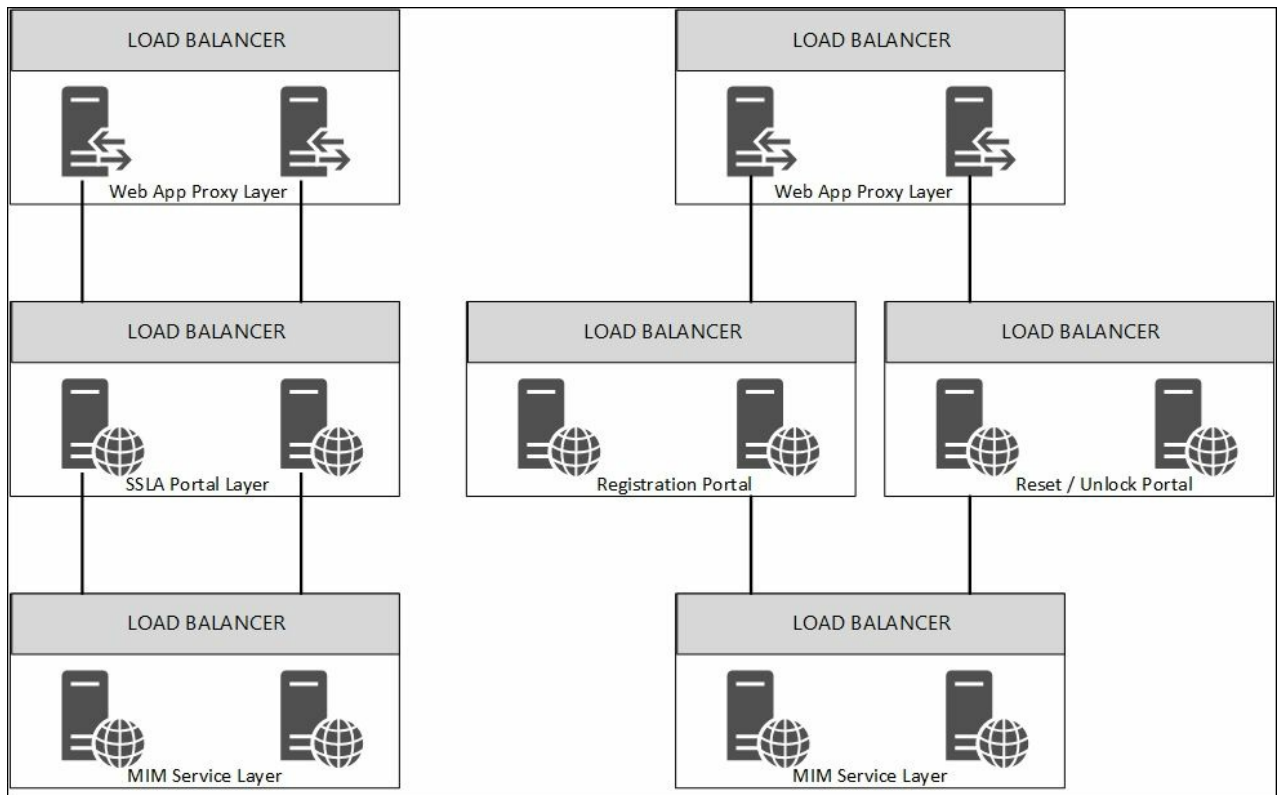 LOAD BALANCER
LOAD BALANCER
Web App Proxy Layer
Web App Proxy Layer
LOAD BALANCER
LOAD BALANCER
LOAD BALANCER
SSLA Portal Layer
Registration Portal
Reset / Unlock Portal
LOAD BALANCER
LOAD BALANCER
MIM Service Layer
MIM Service Layer